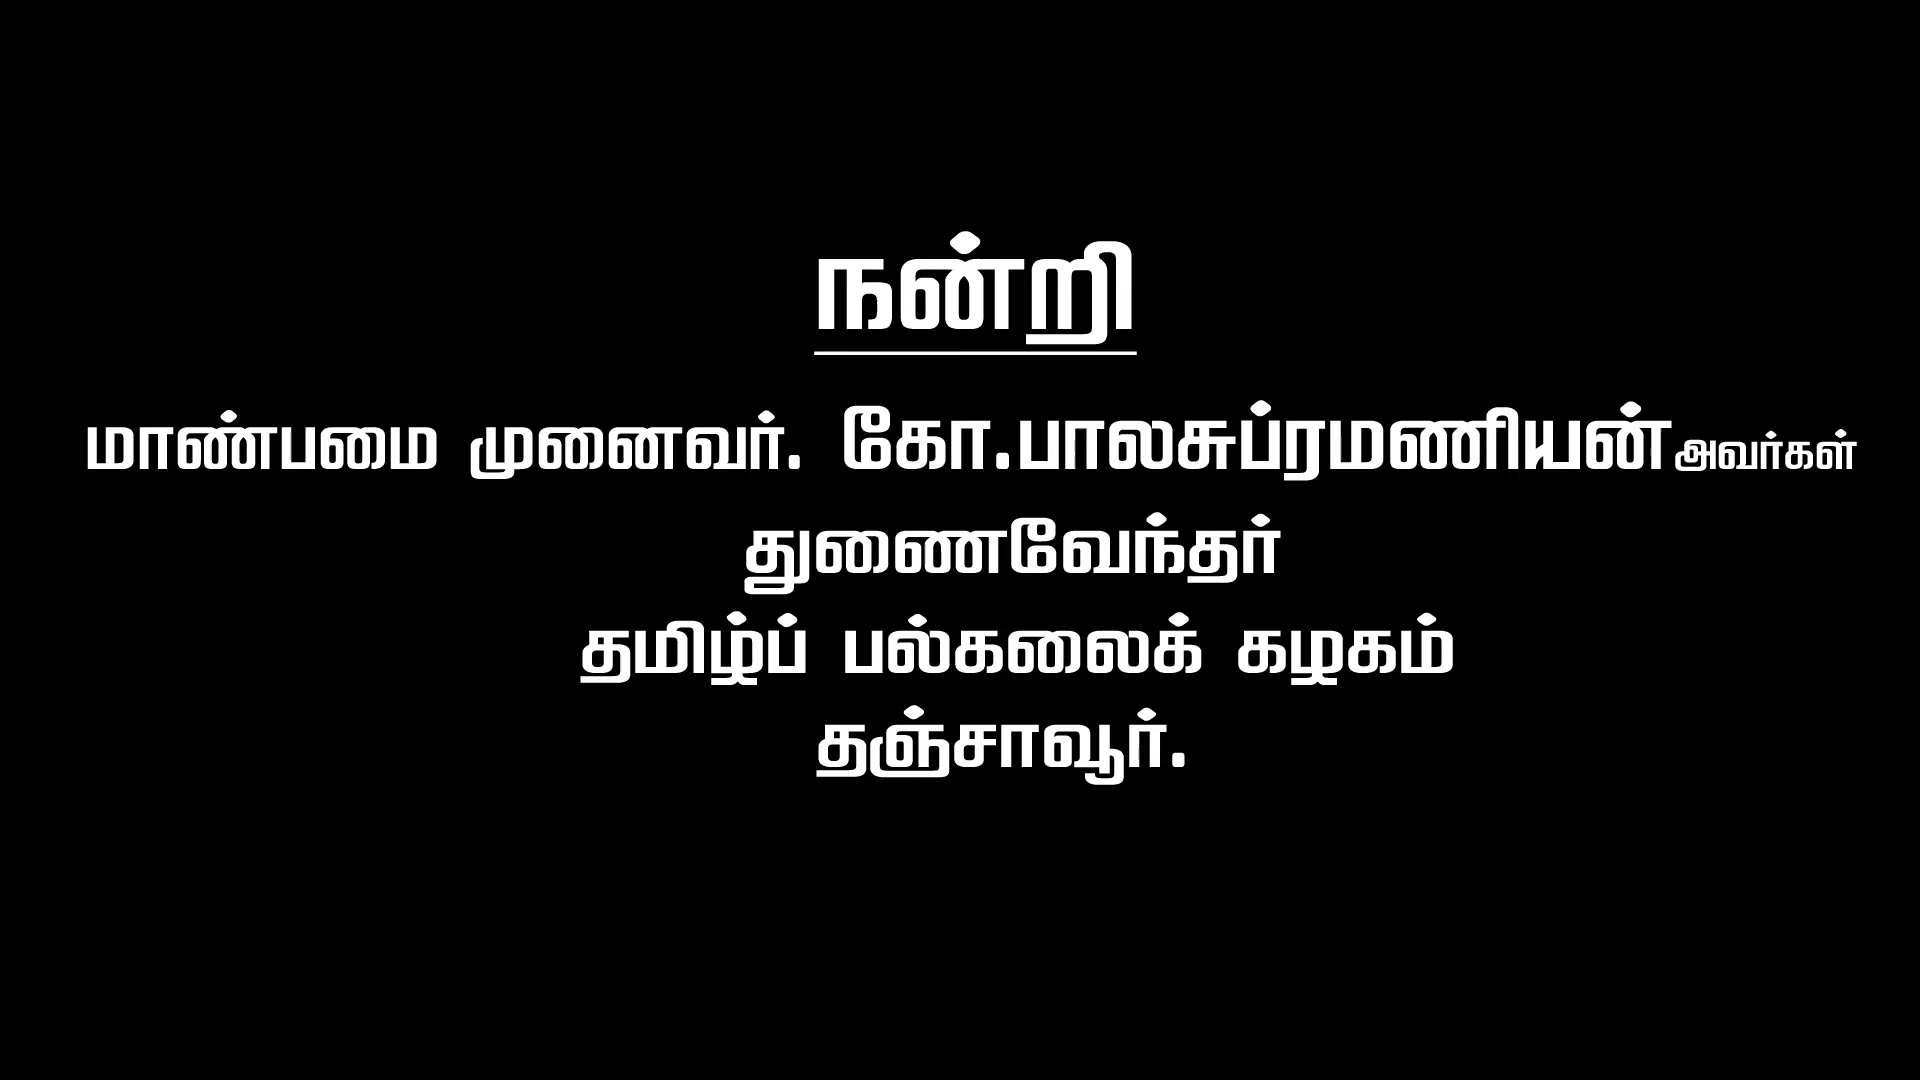 நன்றி
மாண்பமை முனைவர். கோ.பாலசுப்ரமணியன் அவர்கள்
துணைவேந்தர்
தமிழ்ப் பல்கலைக் கழகம்
தஞ்சாவூர்.